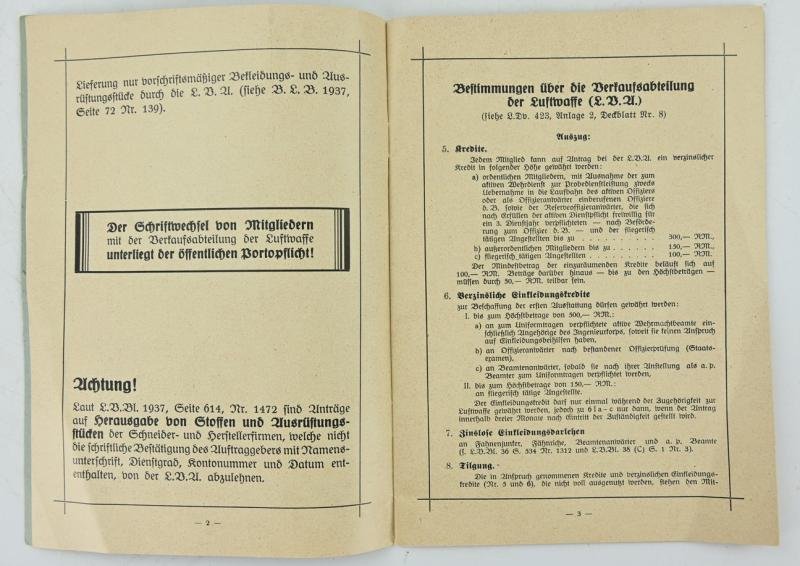 Lieferung nur vorschriftsmäßiger Bekleidungs- und Aus-
rüstungsstücke durch die L. V. A. (siehe B. L. B. 1937,
Seite 72 Nr. 139).
Der Schriftwechsel von Mitgliedern
mit der Verkaufsabteilung der Luftwaffe
unterliegt der öffentlichen Portopflicht!
Achtung!
Laut L.V.Bl. 1937, Seite 614, Nr. 1472 sind Anträge
auf Herausgabe von Stoffen und Ausrüstungs-
stücken der Schneider- und Herstellerfirmen, welche nicht
die schriftliche Bestätigung des Auftraggebers mit Namens-
unterschrift, Dienstgrad, Kontonummer und Datum ent-
enthalten, von der L.V.A. abzulehnen.
— 2 —
Bestimmungen über die Verkaufsabteilung
der Luftwaffe (L.V.A.)
(siehe L.Dv. 423, Anlage 2, Deckblatt Nr. 8)
Auszug:
5. Kredite.
Jedem Mitglied kann auf Antrag bei der L.V.A. ein verzinslicher
Kredit in folgender Höhe gewährt werden:
a) ordentlichen Mitgliedern, mit Ausnahme der zum
aktiven Wehrdienst zur Probedienstleistung zwecks
Uebernahme in die Laufbahn des aktiven Offiziers
oder als Offizieranwärter einberufenen Offiziere
d. B. sowie der Reserveoffizieranwärter, die sich
nach Erfüllen der aktiven Dienstpflicht freiwillig für
ein 3. Dienstjahr verpflichteten — nach Beförde-
rung zum Offizier d. B. — und der fliegerisch
tätigen Angestellten bis zu . . . . . . . . . 300,— RM.,
b) außerordentlichen Mitgliedern bis zu . . . . . . 150,— RM.,
c) fliegerisch tätigen Angestellten . . . . . . . . 100,— RM.
Der Mindestbetrag der einzuräumenden Kredite beläuft sich auf
100,— RM. Beträge darüber hinaus — bis zu den Höchstbeträgen —
müssen durch 50,— RM. teilbar sein.
6. Verzinsliche Einkleidungskredite
zur Beschaffung der ersten Ausstattung dürfen gewährt werden:
I. bis zum Höchstbetrage von 500,— RM.:
a) an zum Uniformtragen verpflichtete aktive Wehrmachtbeamte ein-
schließlich Angehörige des Ingenieurkorps, soweit sie keinen Anspruch
auf Einkleidungsbeihilfen haben,
b) an Offizieranwärter nach bestandener Offizierprüfung (Staats-
examen),
c) an Beamtenanwärter, sobald sie nach ihrer Anstellung als a. p.
Beamter zum Uniformtragen verpflichtet werden,
II. bis zum Höchstbetrage von 150,— RM.:
an fliegerisch tätige Angestellte.
Der Einkleidungskredit darf nur einmal während der Zugehörigkeit zur
Luftwaffe gewährt werden, jedoch zu 6 I a–c nur dann, wenn der Antrag
innerhalb dreier Monate nach Eintritt der Zuständigkeit gestellt wird.
7. Zinslose Einkleidungsdarlehen
an Fahnenjunker, Fähnriche, Beamtenanwärter und a. p. Beamte
(s. L.V.Bl. 36 S. 534 Nr. 1312 und L.V.Bl. 38 (C) S. 1 Nr. 3).
8. Tilgung.
Die in Anspruch genommenen Kredite und verzinslichen Einkleidungs-
kredite (Nr. 5 und 6), die nicht voll ausgenutzt werden, stehen den Mit-
— 3 —